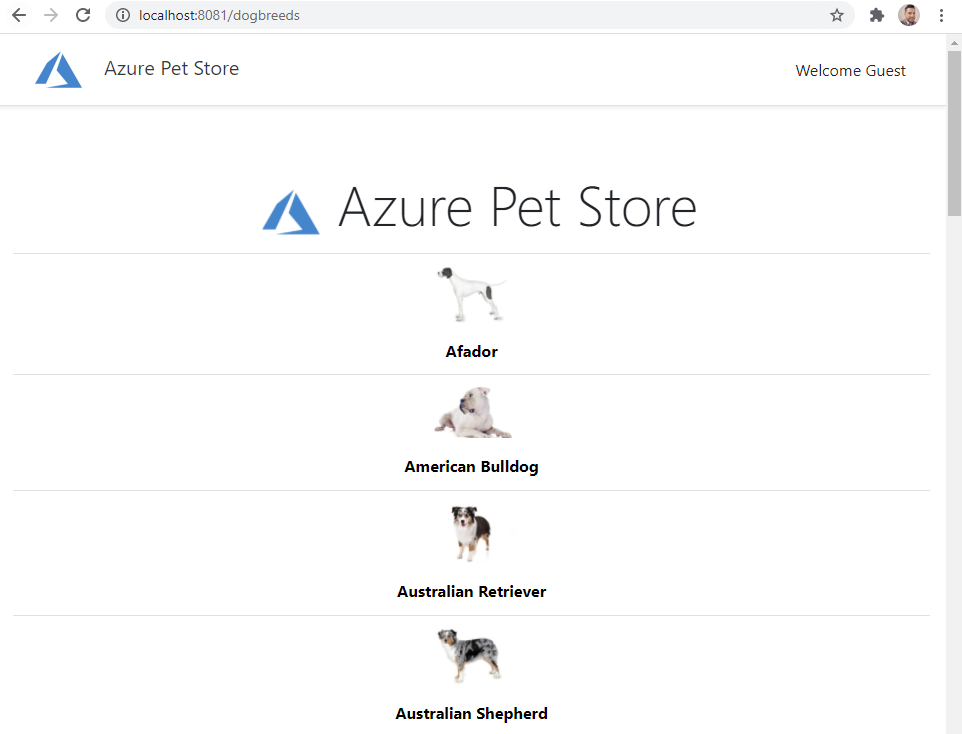 localhost:8081/dogbreeds
Azure Pet Store
Welcome Guest
Azure Pet Store
Afador
American Bulldog
Australian Retriever
Australian Shepherd